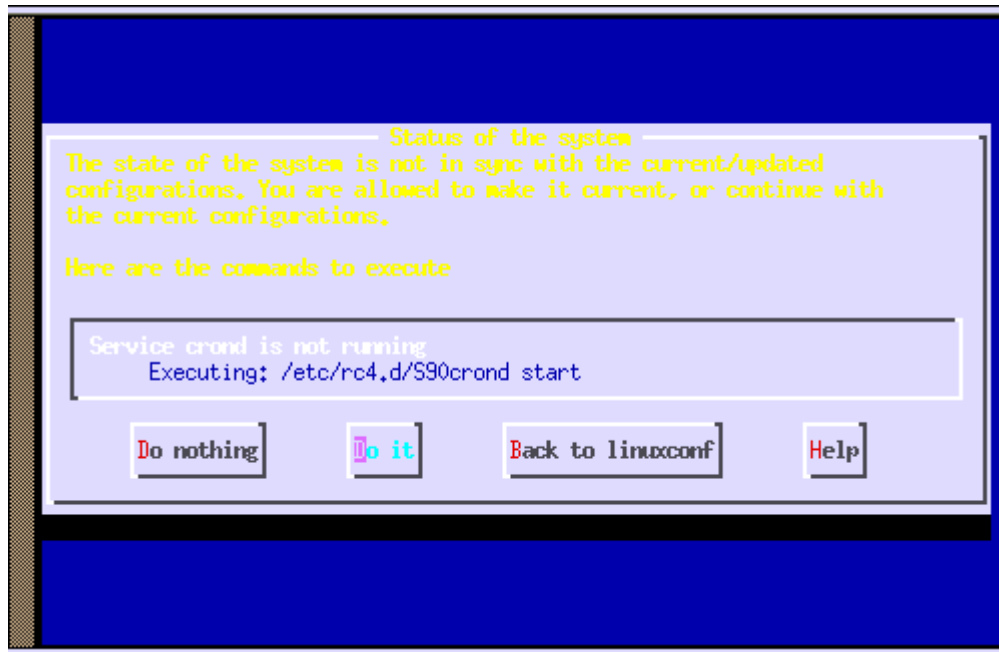 Status of the system
The state of the system is not in sync with the current/updated
configurations. You are allowed to make it current, or continue with
the current configurations.
Here are the commands to execute
Service crond is not running
Executing: /etc/rc4.d/S90crond start
Do nothing Do it Back to linuxconf Help